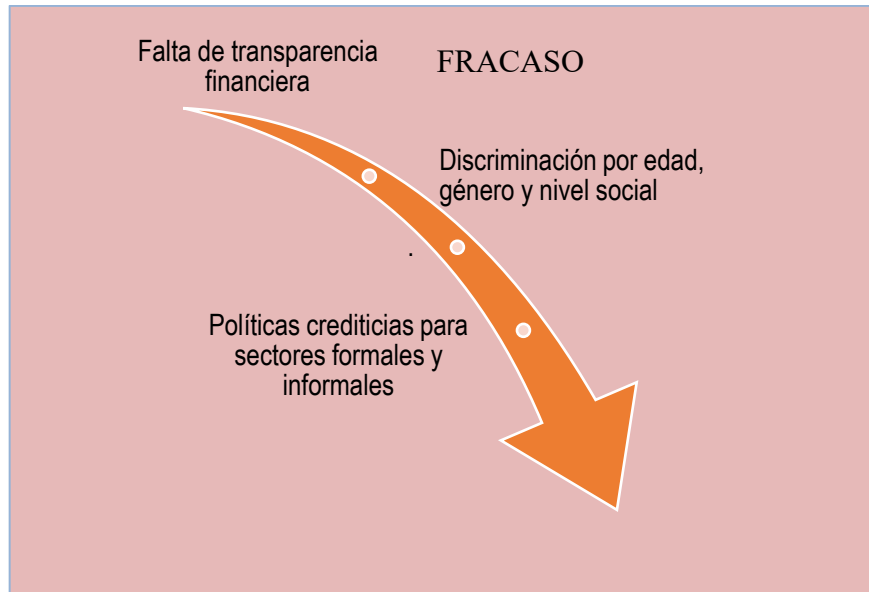 Falta de transparencia
financiera
FRACASO
Discriminación por edad,
género y nivel social
.
Políticas crediticias para
sectores formales y
informales